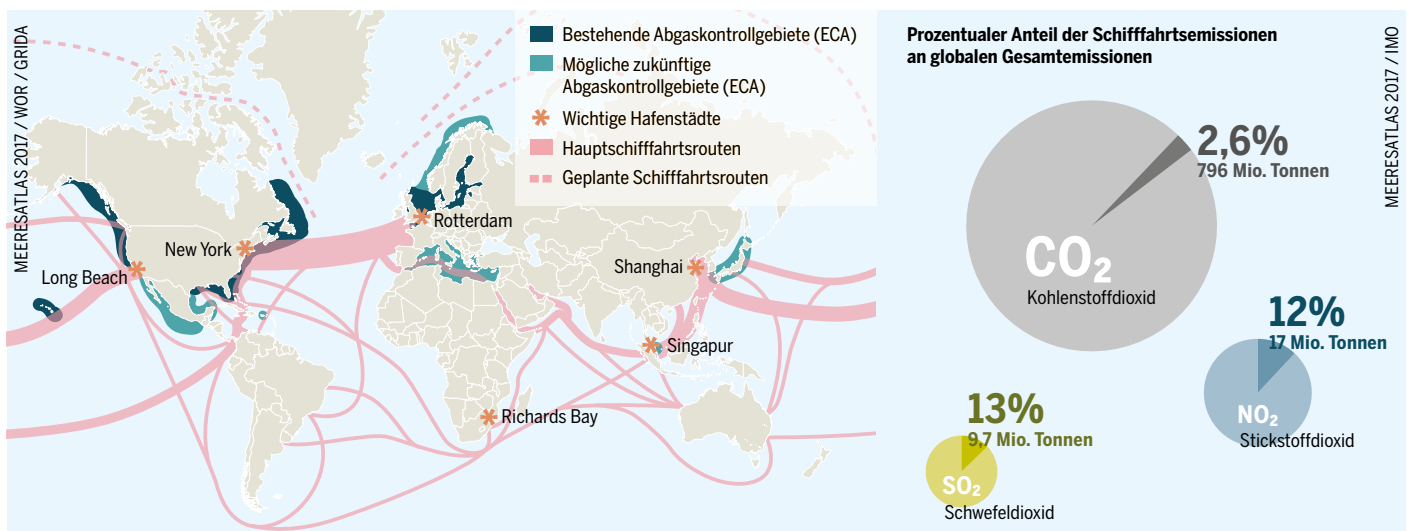 MEERESATLAS 2017 / WOR / GRIDA
Bestehende Abgaskontrollgebiete (ECA)
Mögliche zukünftige
Abgaskontrollgebiete (ECA)
Wichtige Hafenstädte
Hauptschifffahrtsrouten
Geplante Schifffahrtsrouten
Rotterdam
New York
Long Beach
Shanghai
Singapur
Richards Bay
Prozentualer Anteil der Schifffahrtsemissionen
an globalen Gesamtemissionen
MEERESATLAS 2017 / IMO
2,6%
796 Mio. Tonnen
CO₂
Kohlenstoffdioxid
12%
17 Mio. Tonnen
NO₂
Stickstoffdioxid
13%
9,7 Mio. Tonnen
SO₂
Schwefeldioxid